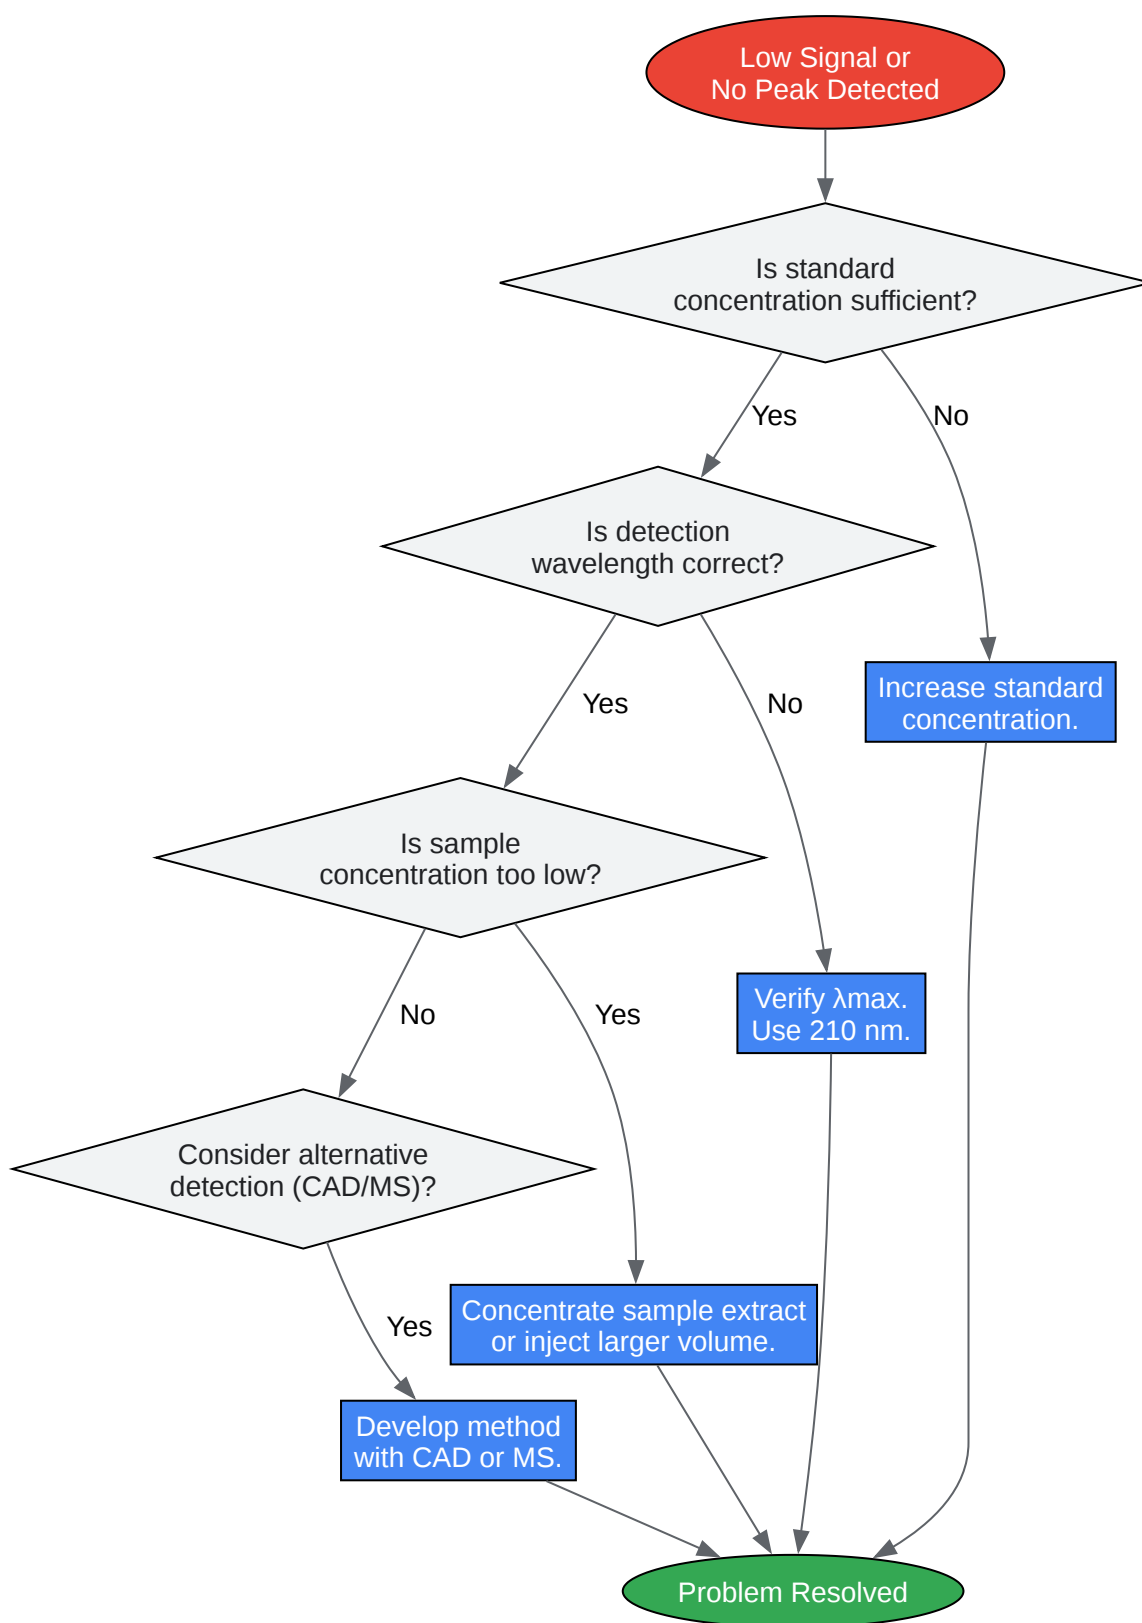 Low Signal or
No Peak Detected
Is standard
concentration sufficient?
Yes
No
Is detection
wavelength correct?
Increase standard
concentration.
Yes
No
Is sample
concentration too low?
Verify λmax.
Use 210 nm.
No
Yes
Consider alternative
detection (CAD/MS)?
Concentrate sample extract
or inject larger volume.
Yes
Develop method
with CAD or MS.
Problem Resolved